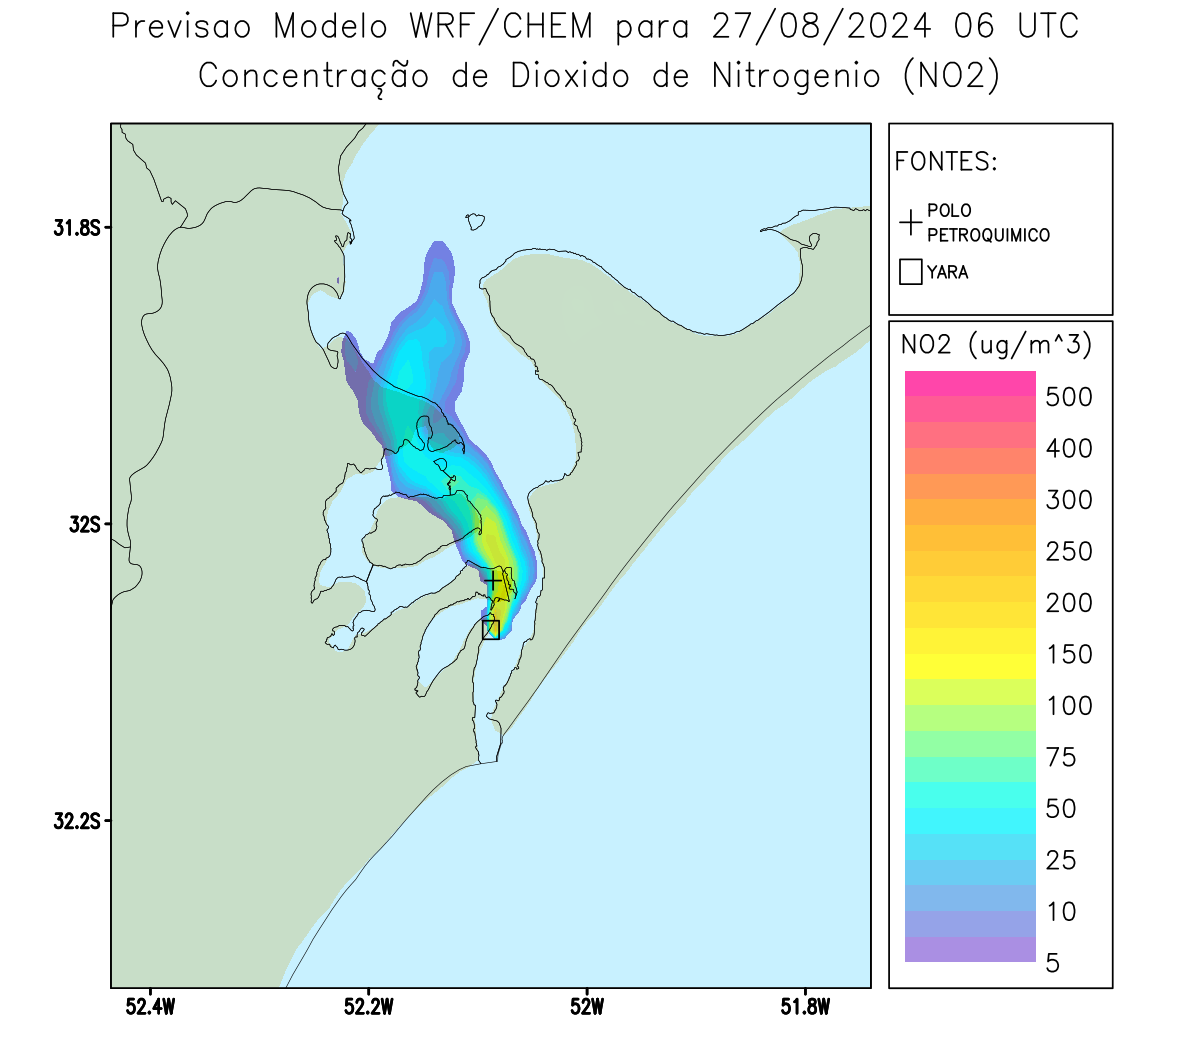 Previsao Modelo WRF/CHEM para 27/08/2024 06 UTC
Concentração de Dioxido de Nitrogenio (NO2)
FONTES:
POLO
PETROQUIMICO
YARA
31.8S
32S
32.2S
52.4W
52.2W
52W
51.8W
NO2 (ug/m^3)
500
400
300
250
200
150
100
75
50
25
10
5